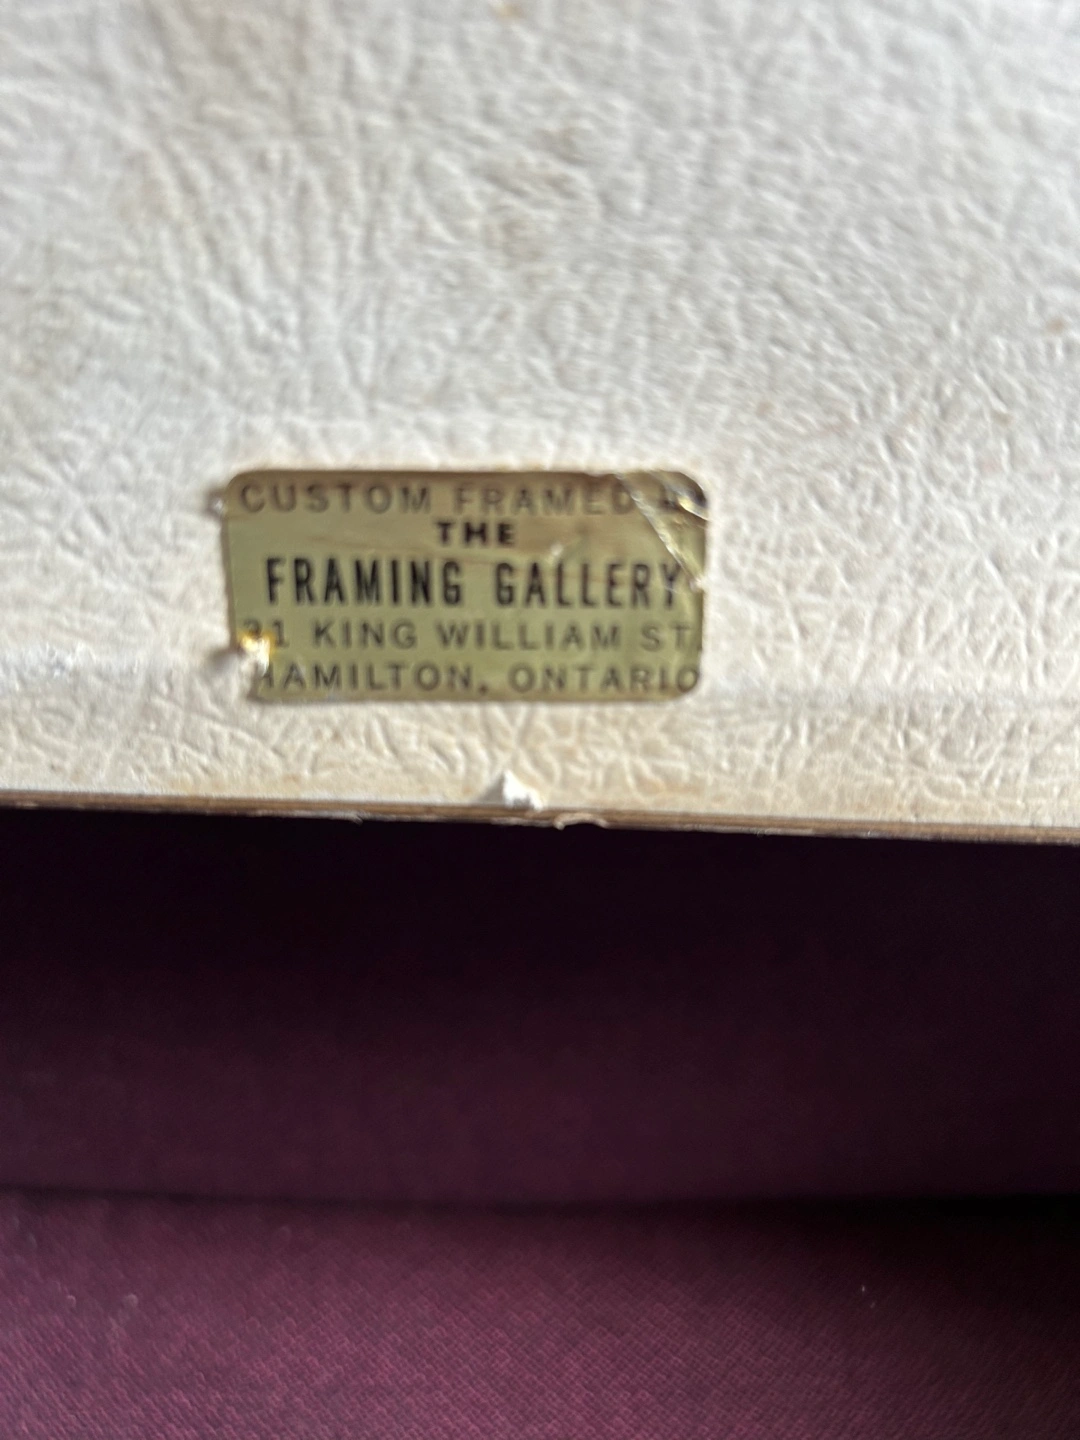 CUSTOM FRAMED
THE
FRAMING GALLERY
KING WILLIAM ST.
HAMILTON, ONTARIO